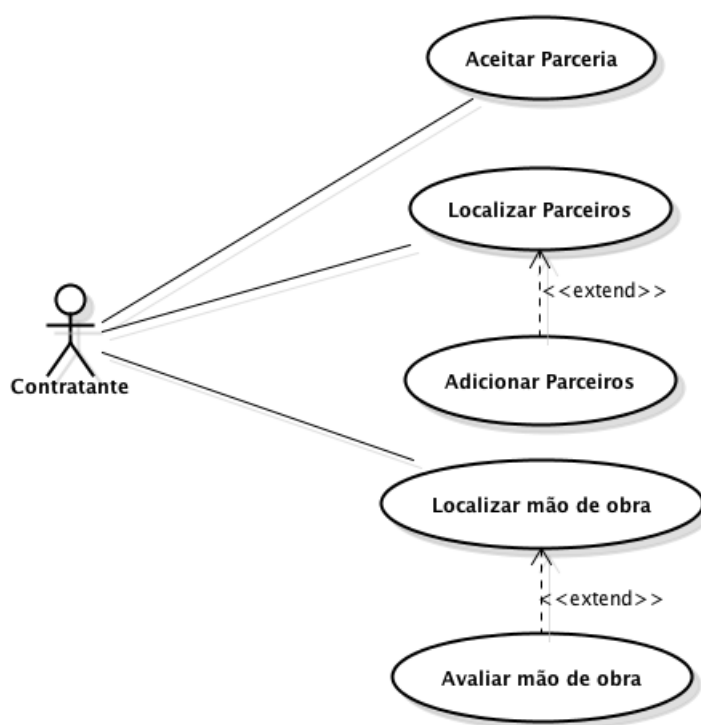 Aceitar Parceria
Localizar Parceiros
<<extend>>
Contratante
Adicionar Parceiros
Localizar mão de obra
<<extend>>
Avaliar mão de obra